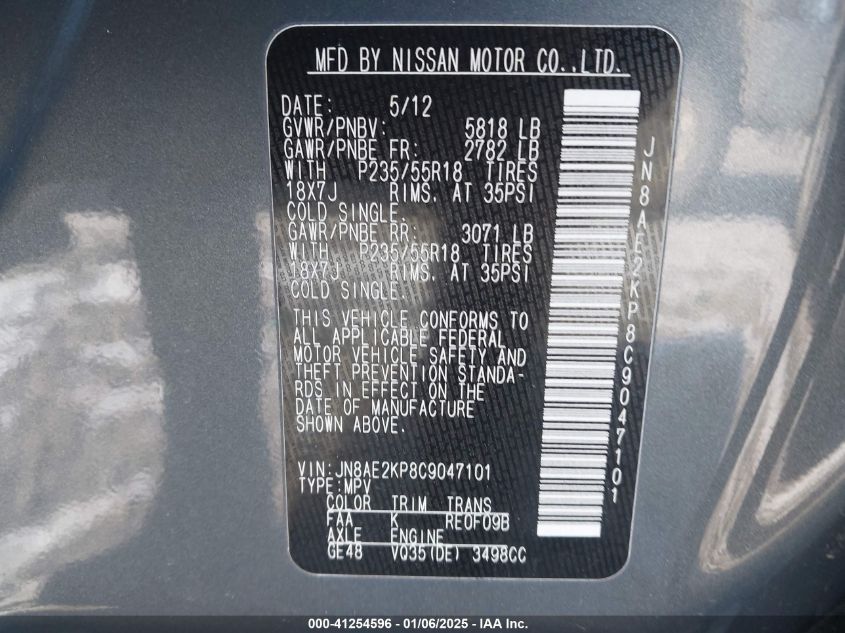 MFD BY NISSAN MOTOR CO.,LTD.
DATE: 5/12
GVWR/PNBV: 5818 LB
GAWR/PNBE FR: 2782 LB
WITH P235/55R18 TIRES
18X7J RIMS, AT 35PSI
COLD SINGLE.
GAWR/PNBE RR: 3071 LB
WITH P235/55R18 TIRES
18X7J RIMS, AT 35PSI
COLD SINGLE.
THIS VEHICLE CONFORMS TO
ALL APPLICABLE FEDERAL
MOTOR VEHICLE SAFETY AND
THEFT PREVENTION STANDA-
RDS IN EFFECT ON THE
DATE OF MANUFACTURE
SHOWN ABOVE.
VIN:JN8AE2KP8C9047101
TYPE:MPV
COLOR TRIM TRANS
FAA K RE0F09B
AXLE ENGINE
GE48 VQ35(DE) 3498CC
JN8AE2KP8C9047101
000-41254596 - 01/06/2025 - IAA Inc.